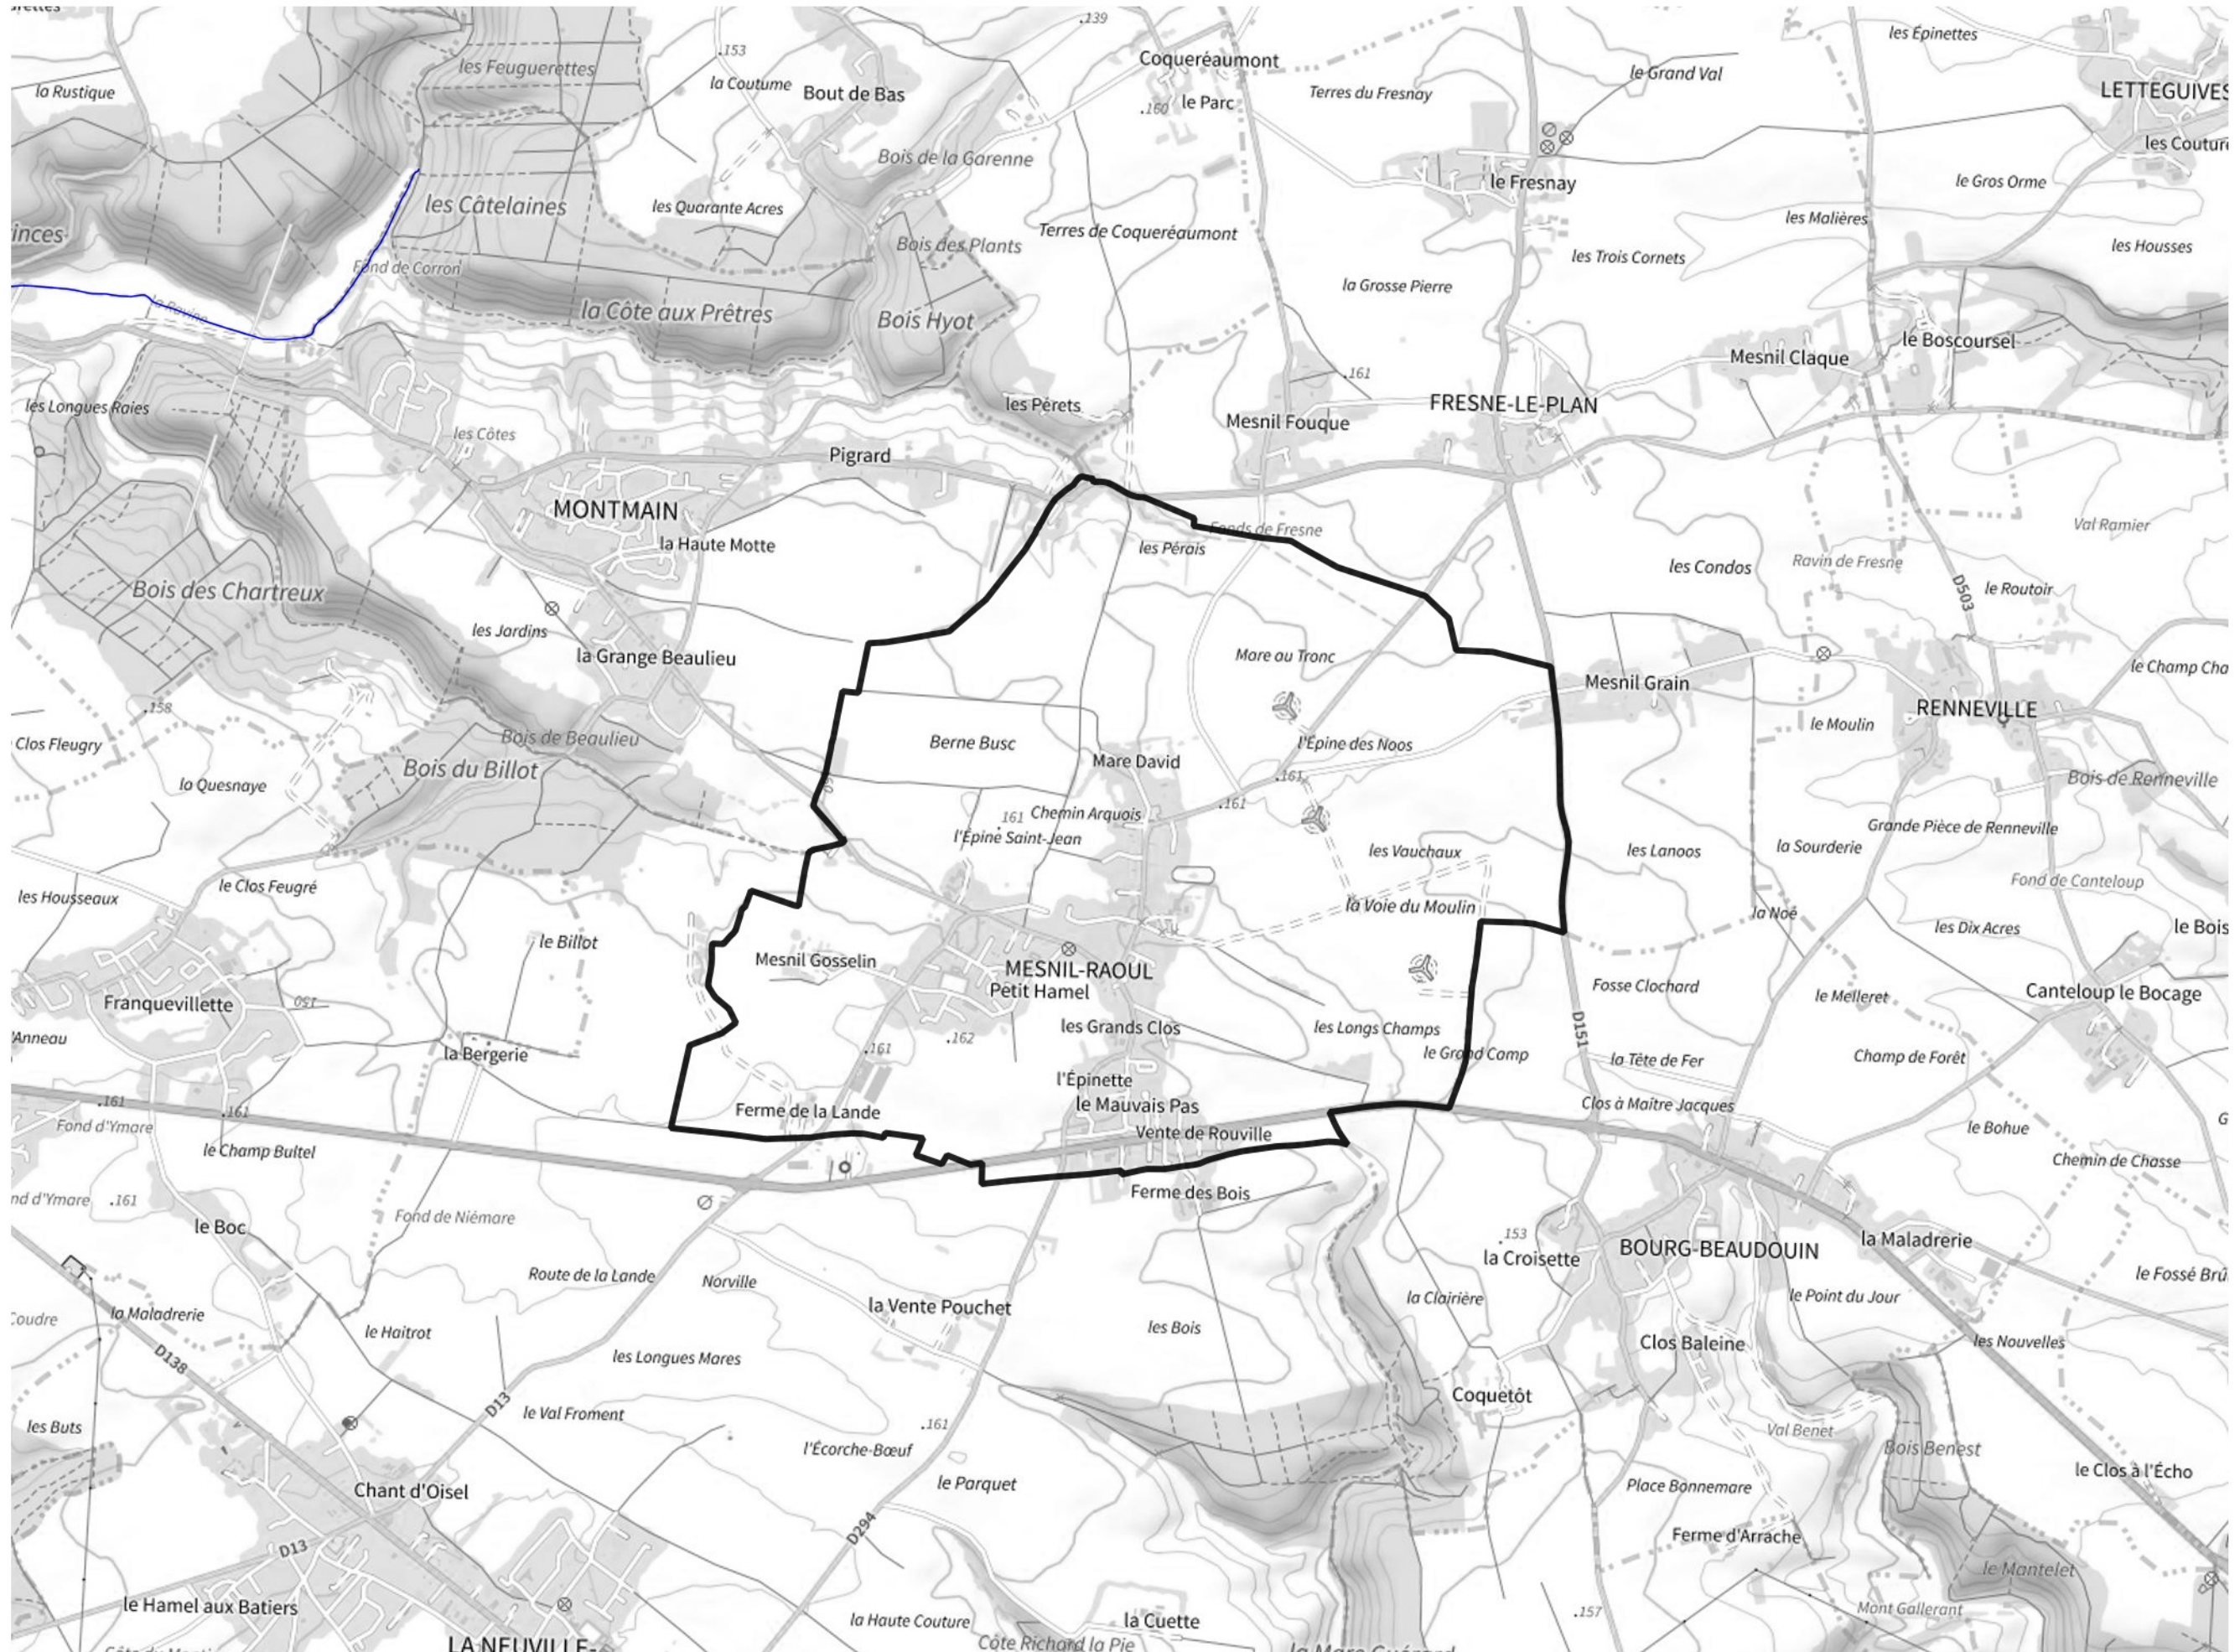 les Épinettes
.139
Coqueréaumont
.153
les Feuguerettes
le Grand Val
la Coutume
Bout de Bas
la Rustique
Terres du Fresnay
LETTEGUIVES
.160
le Parc
les Couture
Bois de la Garenne
le Fresnay
le Gros Orme
les Câtelaines
les Quarante Acres
les Malières
inces
Terres de Coqueréaumont
Bois des Plants
les Housses
les Trois Cornets
Fond de Corron
la Grosse Pierre
la Ravine
la Côte aux Prêtres
Bois Hyot
le Boscoursel
Mesnil Claque
.161
les Longues Raies
les Pérets
FRESNE-LE-PLAN
Mesnil Fouque
les Côtes
Pigrard
MONTMAIN
Fonds de Fresne
Val Ramier
la Haute Motte
les Pérais
Ravin de Fresne
les Condos
Bois des Chartreux
D503
le Routoir
les Jardins
la Grange Beaulieu
Mare au Tronc
le Champ Cha
Mesnil Grain
.158
RENNEVILLE
le Moulin
Clos Fleugry
Bois de Beaulieu
Berne Busc
l'Épine des Noos
Mare David
Bois du Billot
.161
Bois de Renneville
la Quesnaye
.161
161
Chemin Arquois
Grande Pièce de Renneville
l'Épine Saint-Jean
les Vauchaux
les Lanoos
la Sourderie
le Clos Feugré
Fond de Canteloup
les Housseaux
la Voie du Moulin
la Noé
les Dix Acres
le Bois
le Billot
Mesnil Gosselin
MESNIL-RAOUL
Petit Hamel
Fosse Clochard
le Melleret
Canteloup le Bocage
Franquevillette
150
les Grands Clos
les Longs Champs
D151
'Anneau
.162
.161
la Bergerie
le Grand Camp
la Tête de Fer
Champ de Forêt
l'Épinette
.161
.161
Ferme de la Lande
le Mauvais Pas
Clos à Maître Jacques
Fond d'Ymare
Vente de Rouville
le Bohue
le Champ Bultel
Chemin de Chasse
nd d'Ymare
.161
Ferme des Bois
le Boc
Fond de Niémare
.153
la Croisette
BOURG-BEAUDOUIN
la Maladrerie
Route de la Lande
Norville
le Fossé Brû
la Maladrerie
la Vente Pouchet
la Clairière
le Point du Jour
Coudre
le Haitrot
les Bois
Clos Baleine
les Nouvelles
D138
les Longues Mares
D13
Coquetôt
les Buts
le Val Froment
.161
l'Écorche-Bœuf
Val Benet
Bois Benest
le Clos à l'Écho
Chant d'Oisel
le Parquet
Place Bonnemare
D294
Ferme d'Arrache
D13
le Mantelet
le Hamel aux Batiers
la Haute Couture
la Cuette
.157
Mont Gallerant
LA NEUVILLE-
Côte Richard la Pie
la Mare Guérard